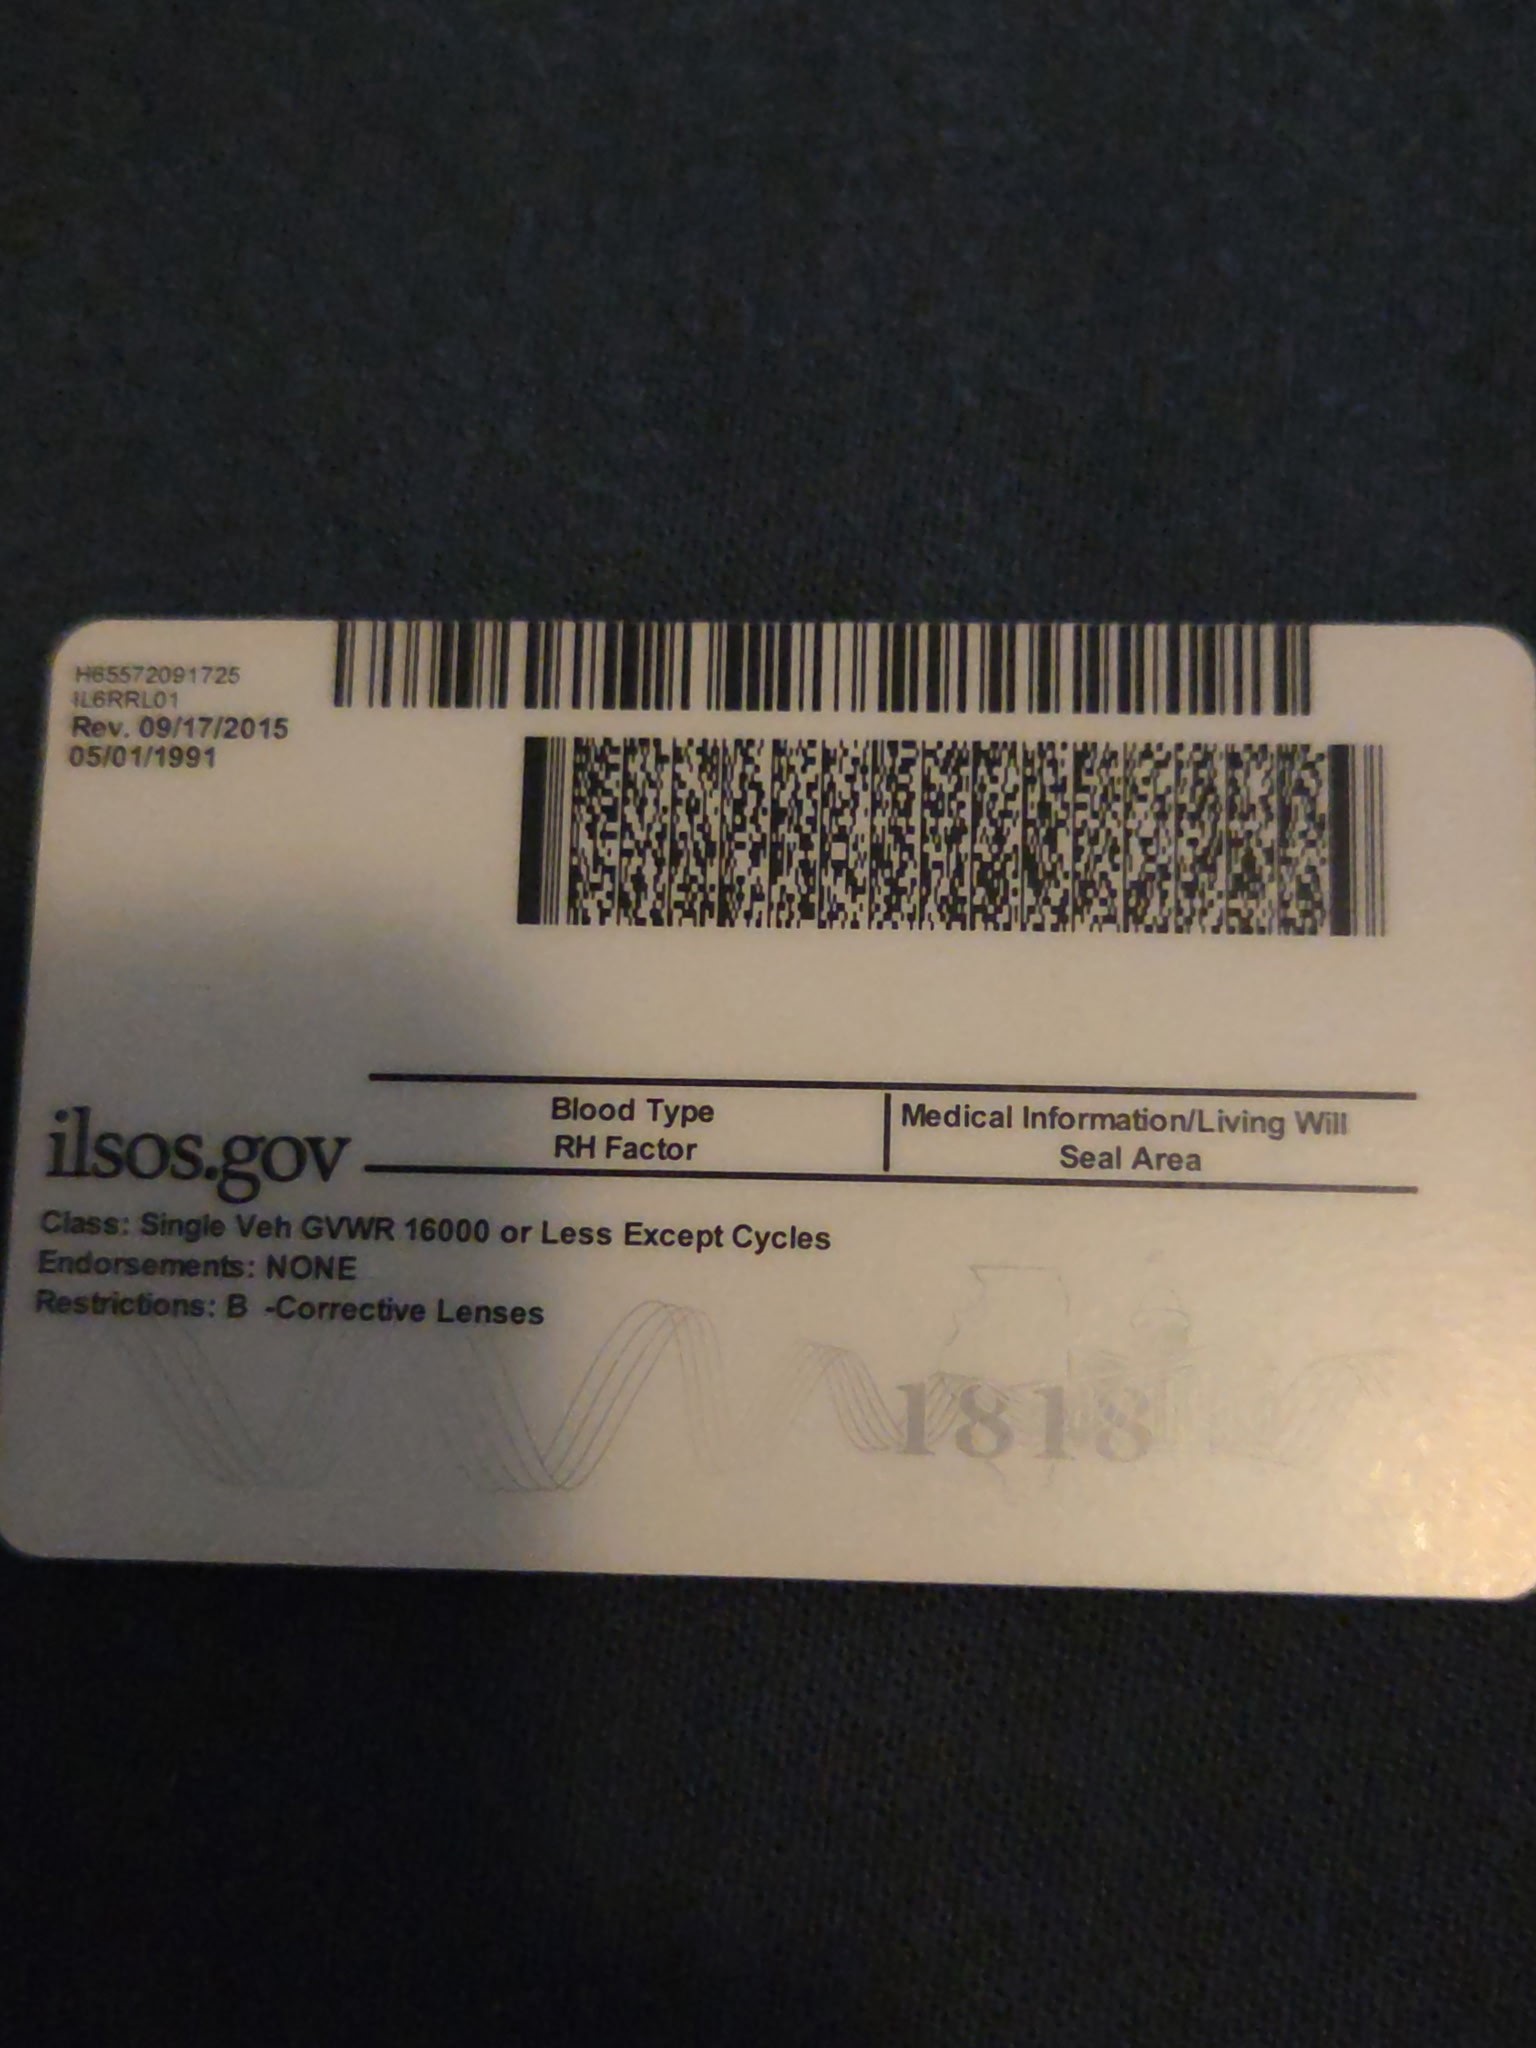 H65572091725
IL6RRL01
Rev. 09/17/2015
05/01/1991
Blood Type
RH Factor
Medical Information/Living Will
Seal Area
ilsos.gov
Class: Single Veh GVWR 16000 or Less Except Cycles
Endorsements: NONE
Restrictions: B -Corrective Lenses
1818